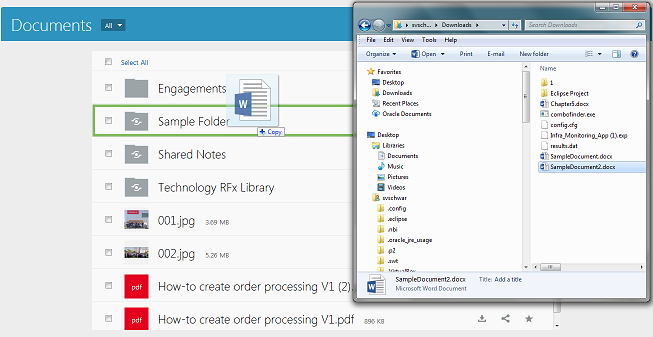 Documents All
Select All
Engagements
Sample Folder
Copy
Shared Notes
Technology RFx Library
001.jpg 3.69 MB
002.jpg 5.26 MB
pdf How-to create order processing V1 (2).
pdf How-to create order processing V1.pdf 896 KB
svschw... Downloads Search Downloads
File Edit View Tools Help
Organize Open Print E-mail New folder
Favorites
Desktop
Downloads
Recent Places
Oracle Documents
Desktop
Libraries
Documents
Music
Pictures
Videos
svschwar
.config
.eclipse
.nbi
.oracle_jre_usage
.p2
.swt
.VirtualBox
Name
1
Eclipse Project
Chapter5.docx
combofinder.exe
config.cfg
Infra_Monitoring_App (1).exp
results.dat
SampleDocument.docx
SampleDocument2.docx
SampleDocument2.docx Title: Add a title
Microsoft Word Document